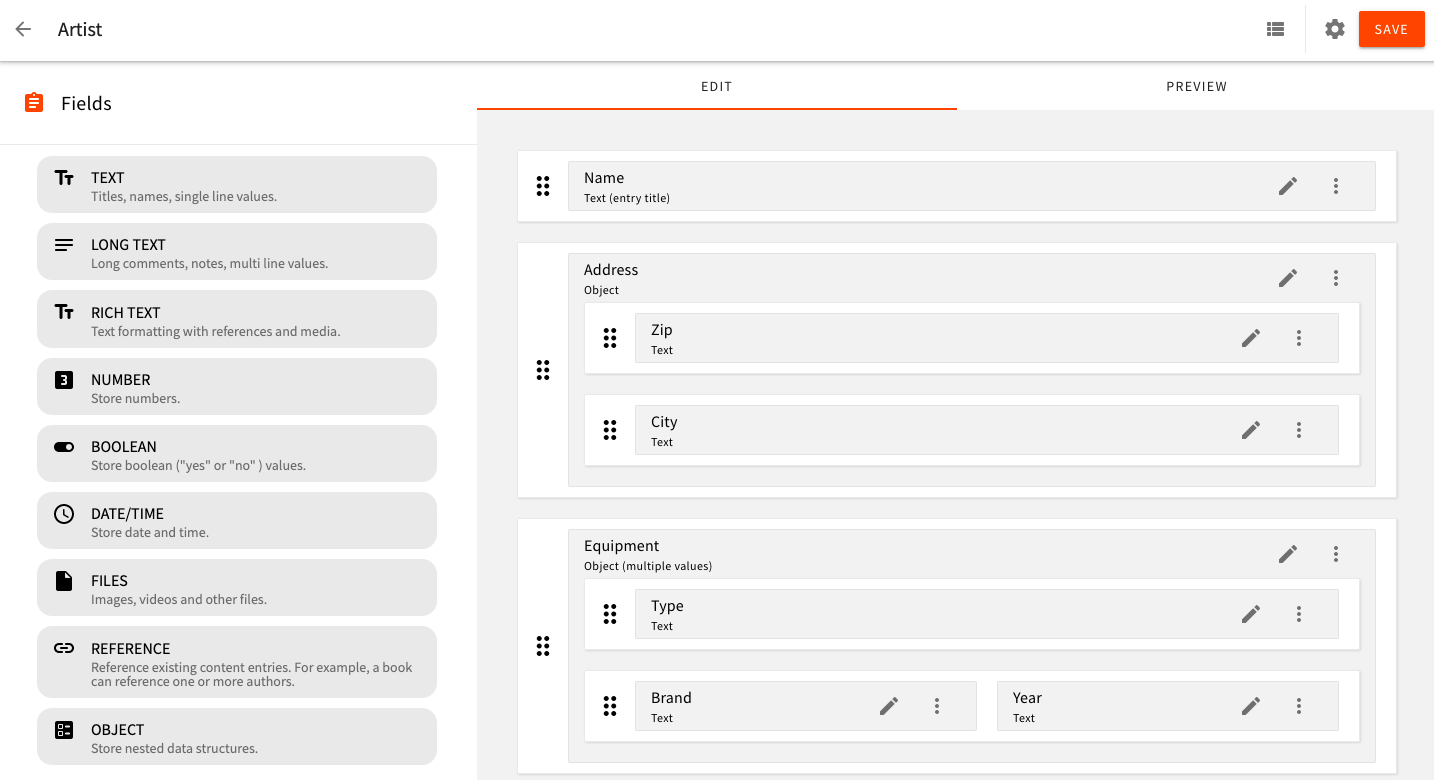 Artist
SAVE
Fields
EDIT
PREVIEW
TEXT
Titles, names, single line values.
LONG TEXT
Long comments, notes, multi line values.
RICH TEXT
Text formatting with references and media.
NUMBER
Store numbers.
BOOLEAN
Store boolean ("yes" or "no" ) values.
DATE/TIME
Store date and time.
FILES
Images, videos and other files.
REFERENCE
Reference existing content entries. For example, a book
can reference one or more authors.
OBJECT
Store nested data structures.
Name
Text (entry title)
Address
Object
Zip
Text
City
Text
Equipment
Object (multiple values)
Type
Text
Brand
Text
Year
Text